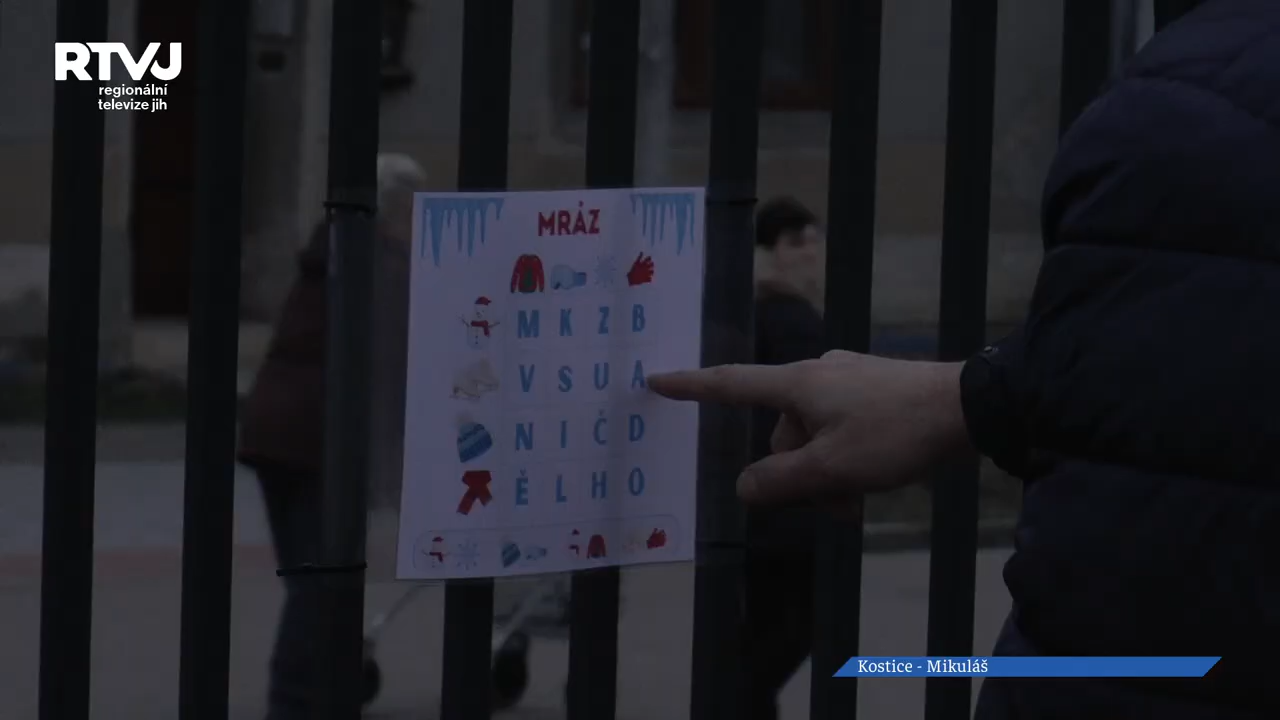 RTVJ
regionální
televize jih
MRÁZ
M K Z B
V S U A
N I Č D
Ě L H O
Kostice - Mikuláš